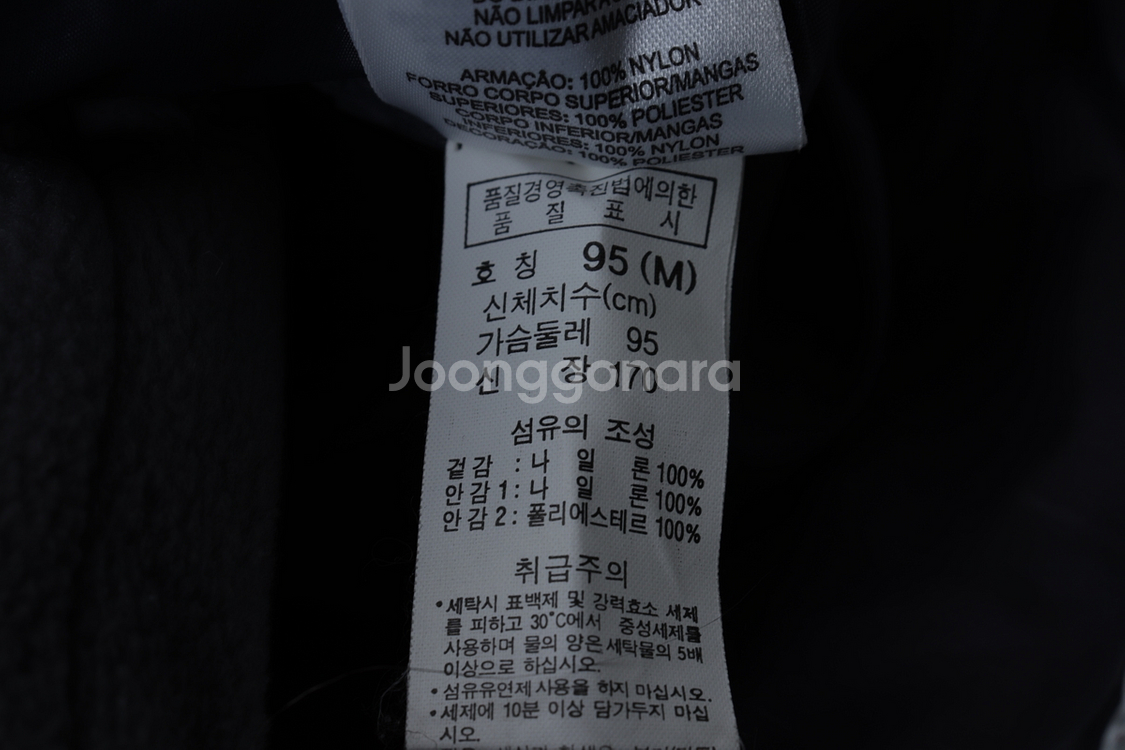 NÃO LIMPAR A
NÃO UTILIZAR AMACIADOR
ARMAÇÃO: 100% NYLON
FORRO CORPO SUPERIOR/MANGAS
SUPERIORES: 100% POLIESTER
CORPO INFERIOR/MANGAS
INFERIORES: 100% NYLON
DECORAÇÃO: 100% POLIESTER
품질경영촉진법에의한
품 질 표 시
호 칭 95 (M)
신체치수(cm)
가슴둘레 95
신 장 170
Joonggonara
섬유의 조성
겉감 : 나 일 론 100%
안감 1 : 나 일 론 100%
안감 2 : 폴리에스테르 100%
취급주의
•세탁시 표백제 및 강력효소 세제
를 피하고 30°C에서 중성세제를
사용하며 물의 양은 세탁물의 5배
이상으로 하십시오.
•섬유유연제 사용을 하지 마십시오.
•세제에 10분 이상 담가두지 마십
시오.